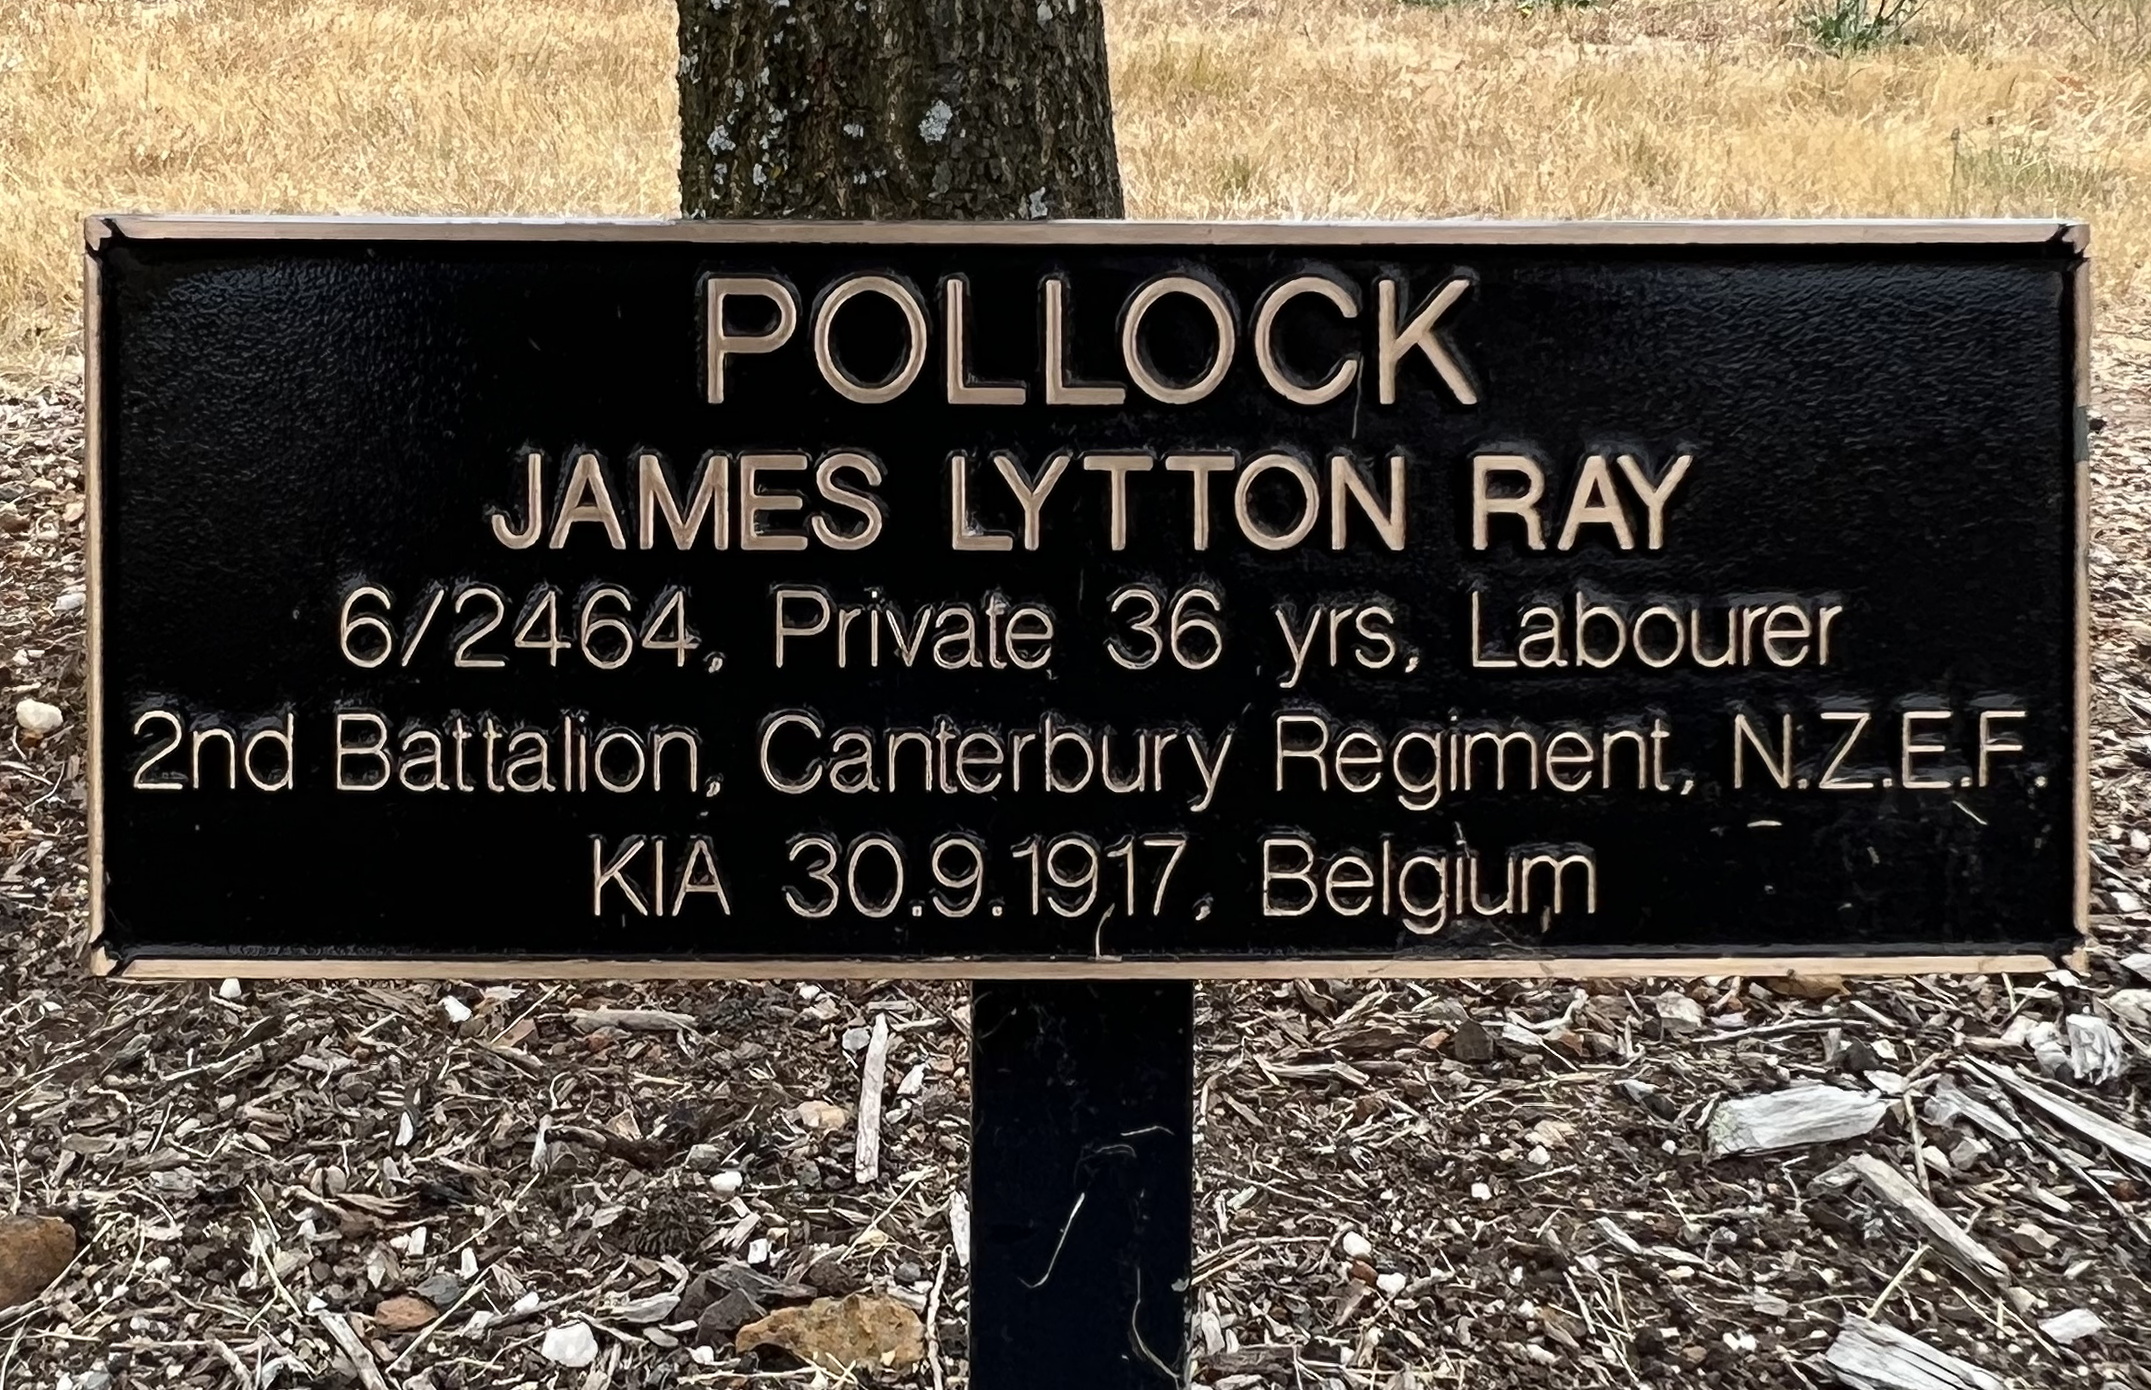 POLLOCK
JAMES LYTTON RAY
6/2464, Private 36 yrs, Labourer
2nd Battalion, Canterbury Regiment, N.Z.E.F.
KIA 30.9.1917, Belgium